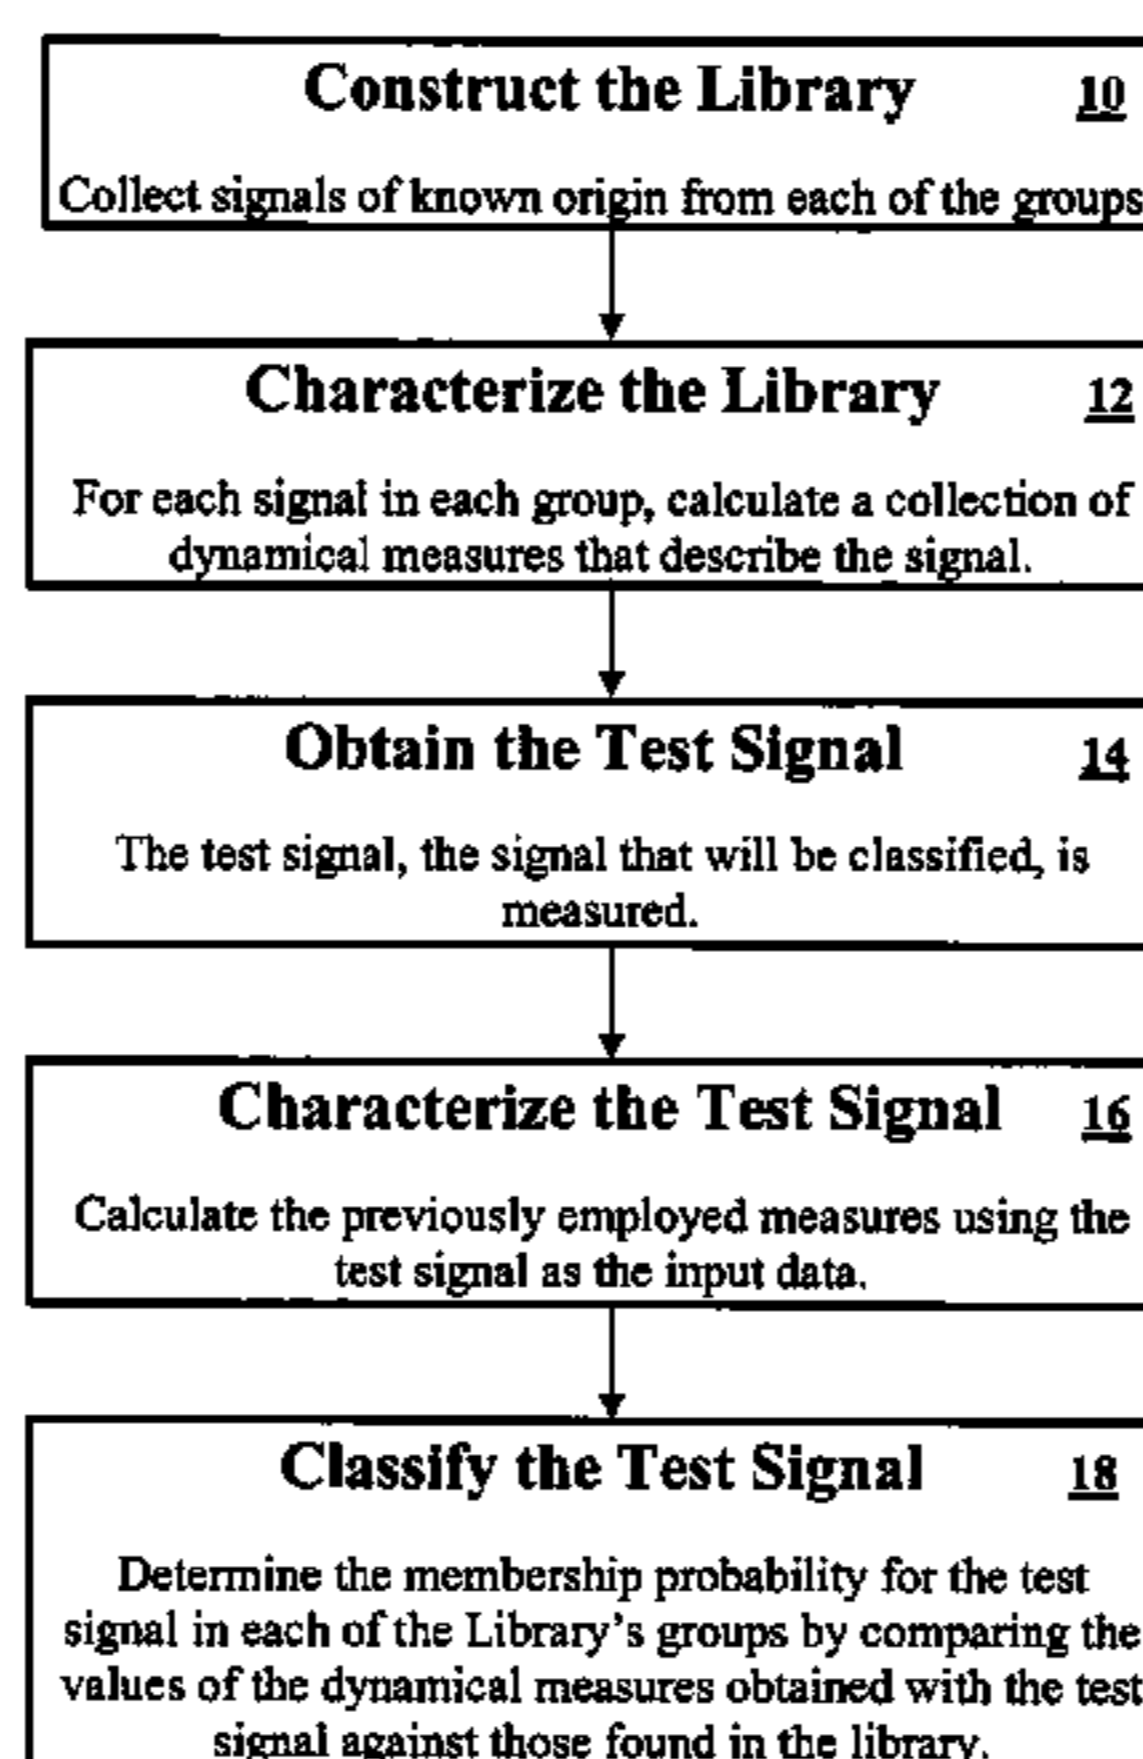 Construct the Library 10
Collect signals of known origin from each of the groups
Characterize the Library 12
For each signal in each group, calculate a collection of
dynamical measures that describe the signal.
Obtain the Test Signal 14
The test signal, the signal that will be classified, is
measured.
Characterize the Test Signal 16
Calculate the previously employed measures using the
test signal as the input data.
Classify the Test Signal 18
Determine the membership probability for the test
signal in each of the Library's groups by comparing the
values of the dynamical measures obtained with the test
signal against those found in the library.